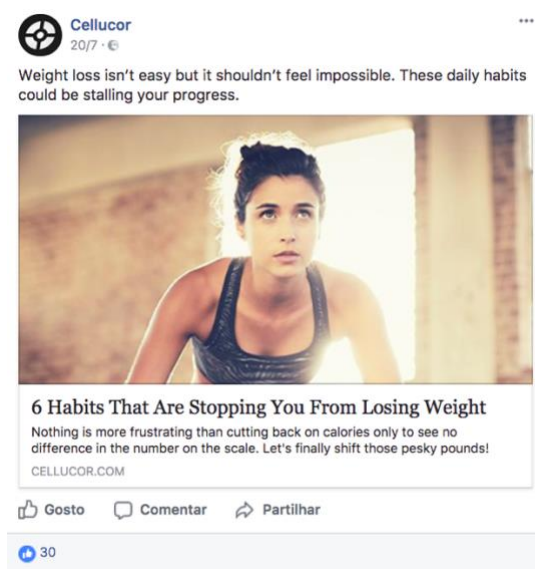 Cellucor
20/7 ·
Weight loss isn't easy but it shouldn't feel impossible. These daily habits
could be stalling your progress.
6 Habits That Are Stopping You From Losing Weight
Nothing is more frustrating than cutting back on calories only to see no
difference in the number on the scale. Let's finally shift those pesky pounds!
CELLUCOR.COM
Gosto Comentar Partilhar
30